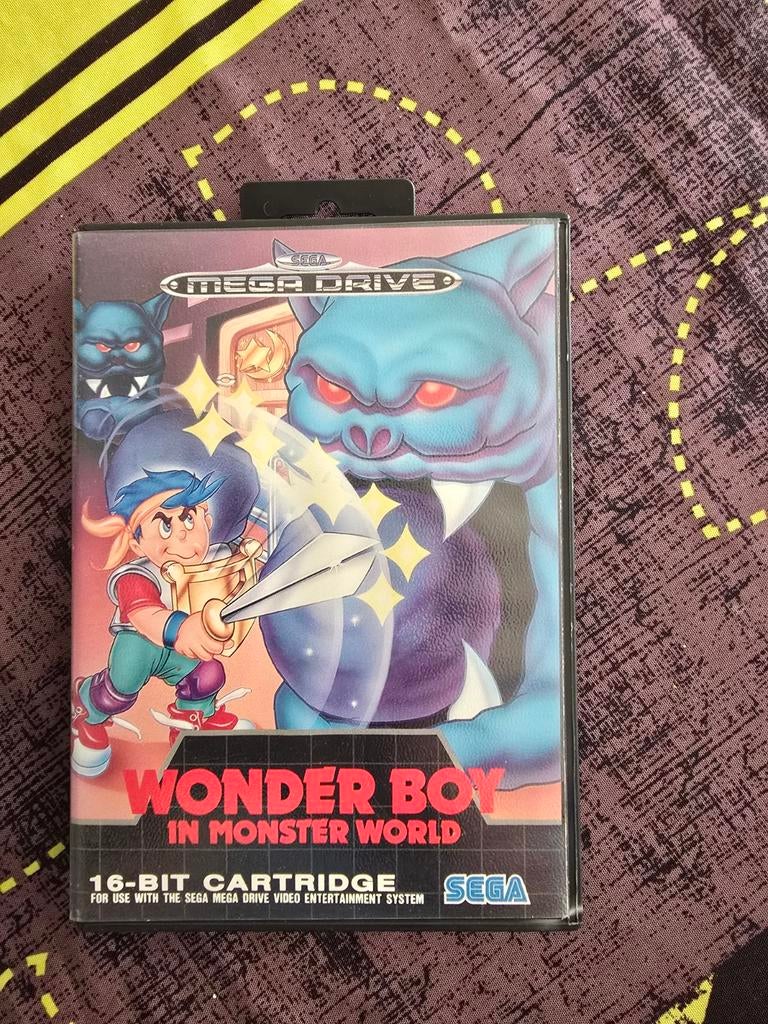 SEGA
MEGA DRIVE
WONDER BOY
IN MONSTER WORLD
16-BIT CARTRIDGE
FOR USE WITH THE SEGA MEGA DRIVE VIDEO ENTERTAINMENT SYSTEM
SEGA